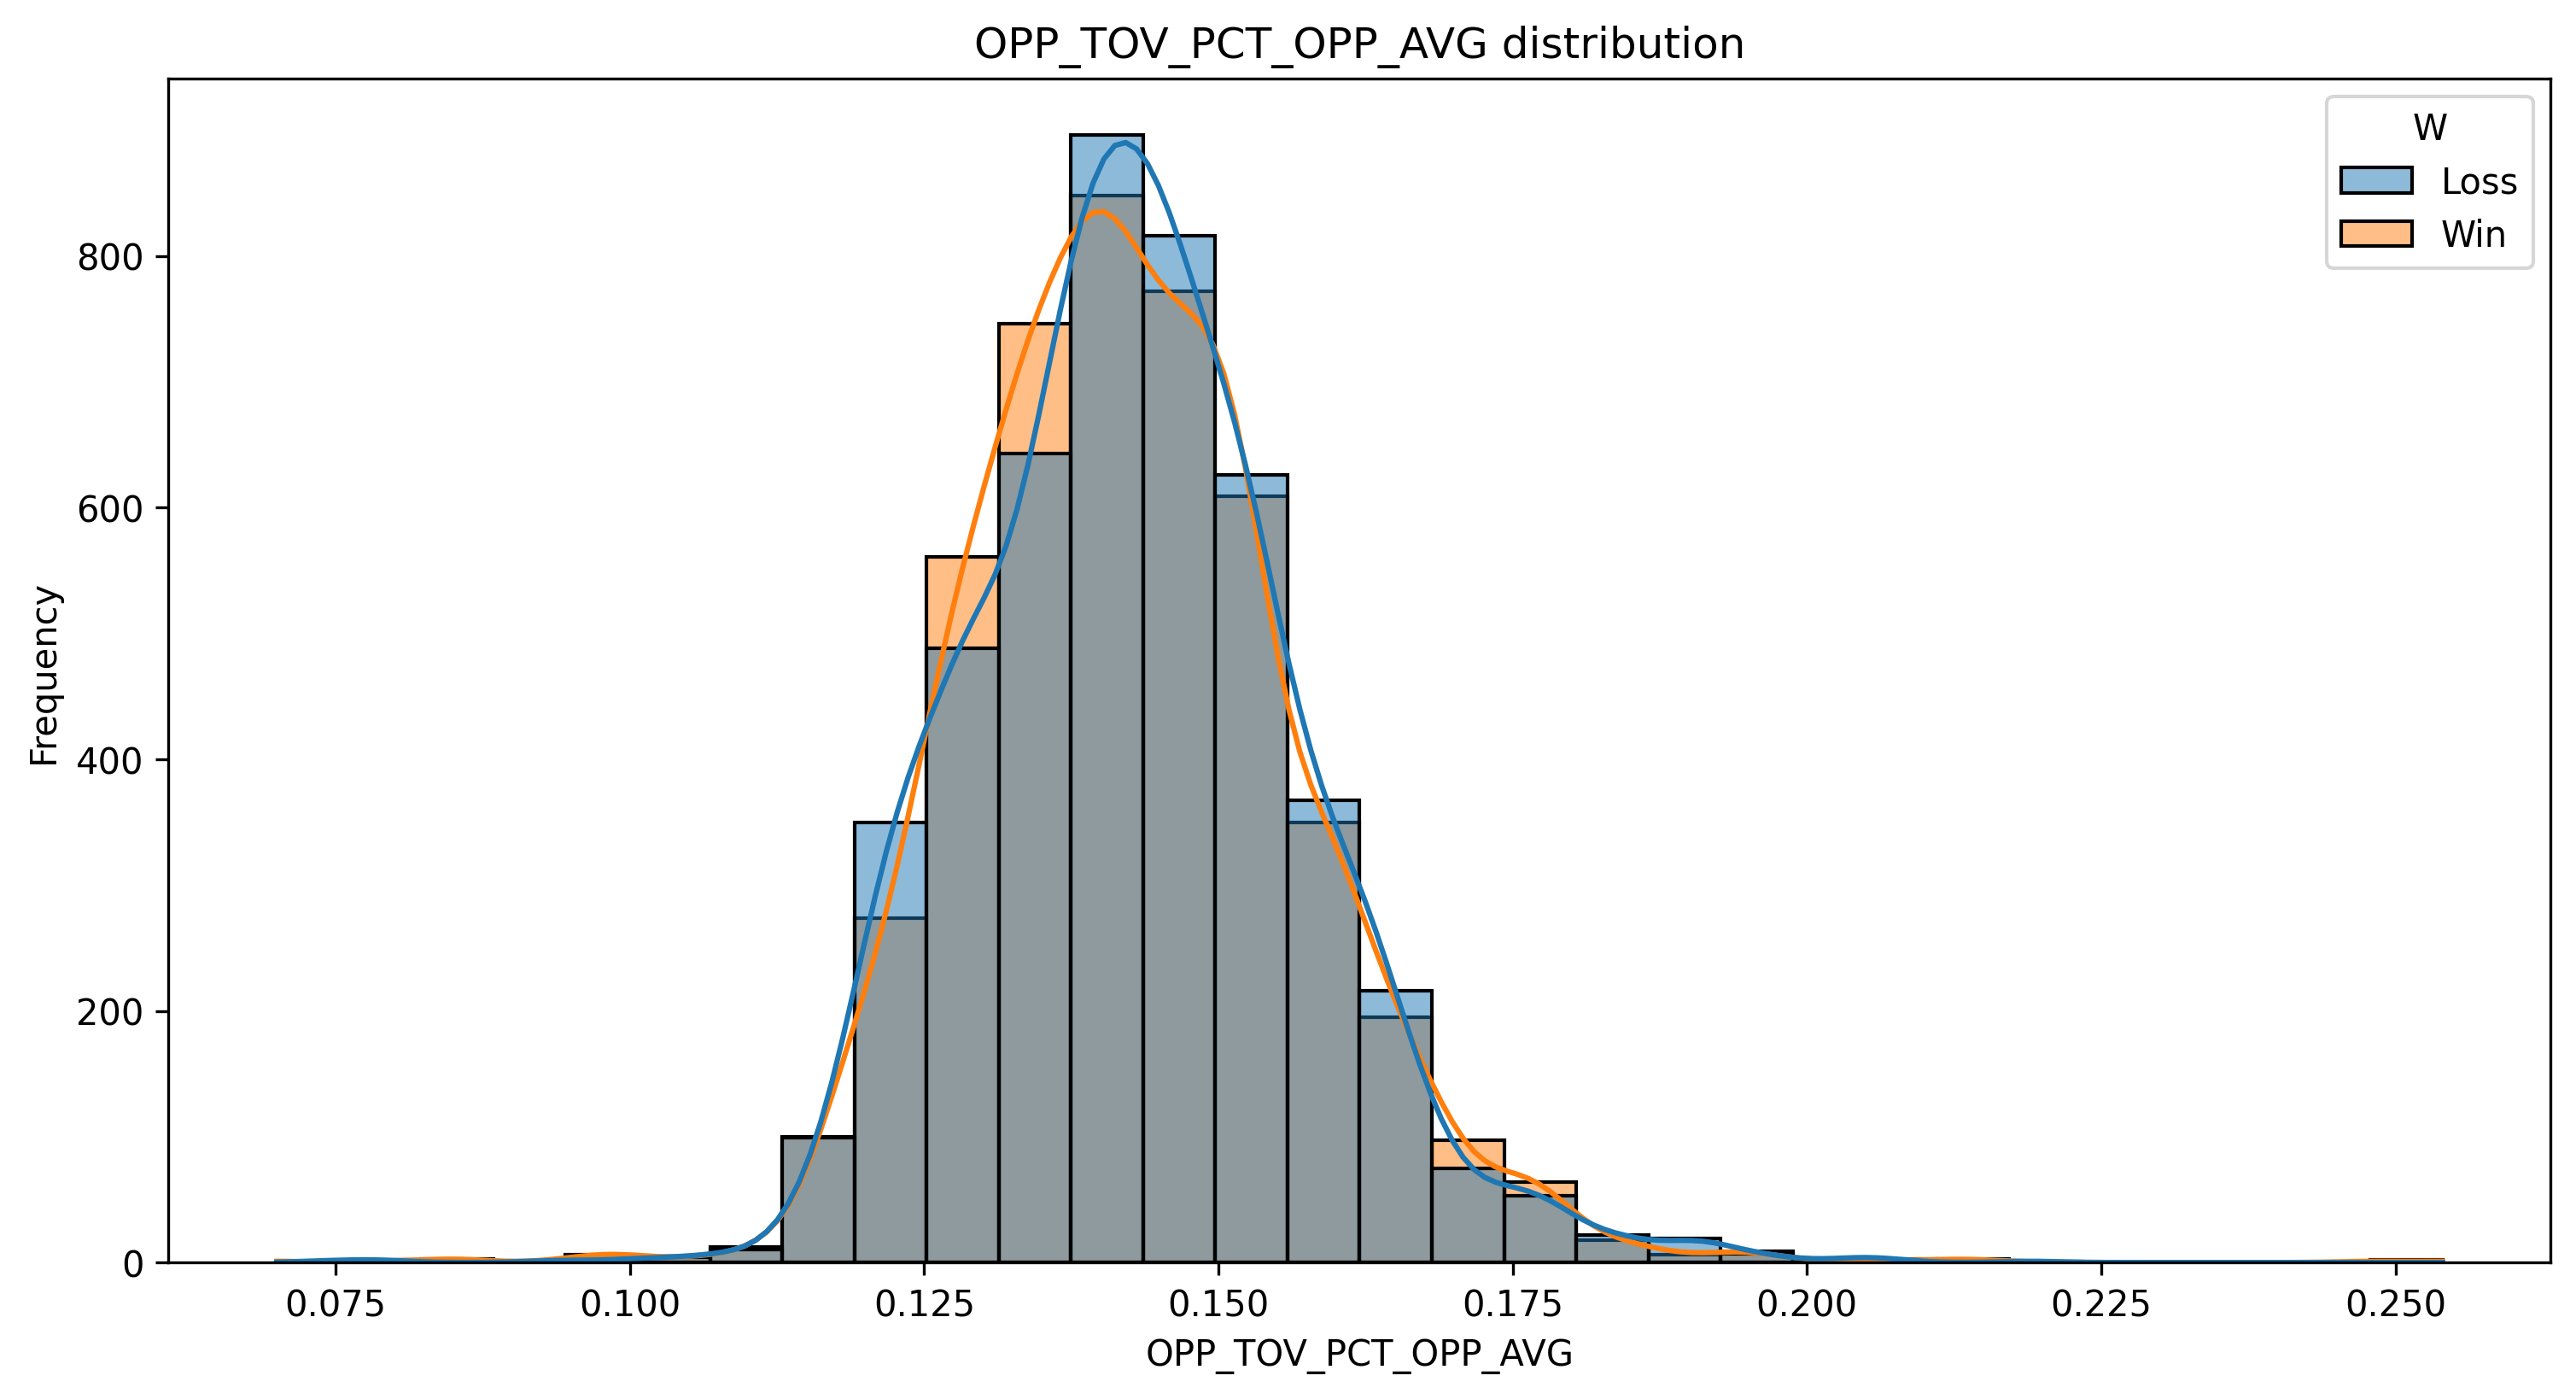 OPP_TOV_PCT_OPP_AVG distribution
W
Loss
Win
Frequency
800
600
400
200
0
0.075 0.100 0.125 0.150 0.175 0.200 0.225 0.250
OPP_TOV_PCT_OPP_AVG